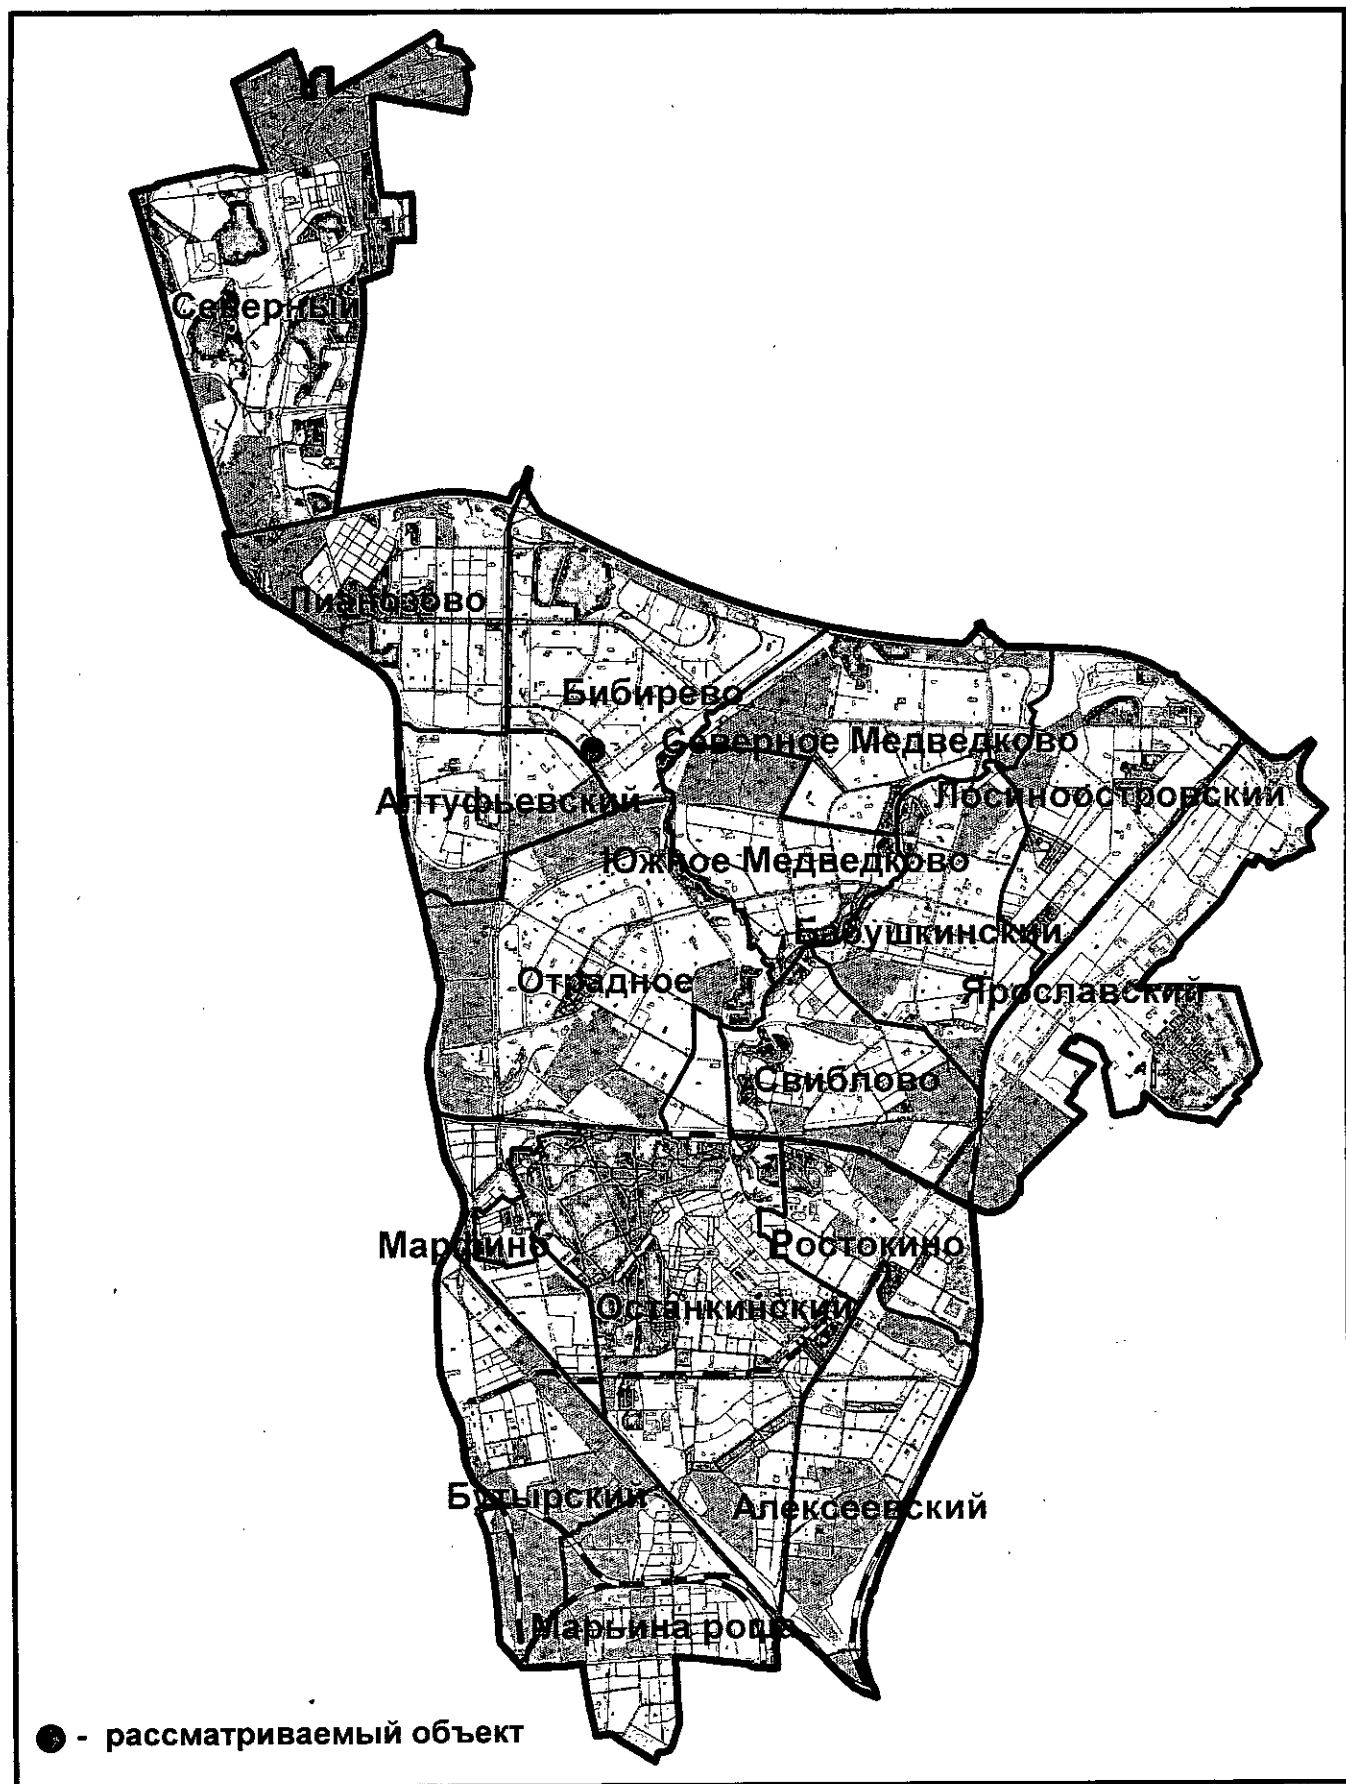 Северный
Лианозово
Бибирево
Северное Медведково
Алтуфьевский
Лосиноостровский
Южное Медведково
Бабушкинский
Отрадное
Ярославский
Свиблово
Марфино
Ростокино
Останкинский
Бутырский
Алексеевский
Марьина роща
- рассматриваемый объект